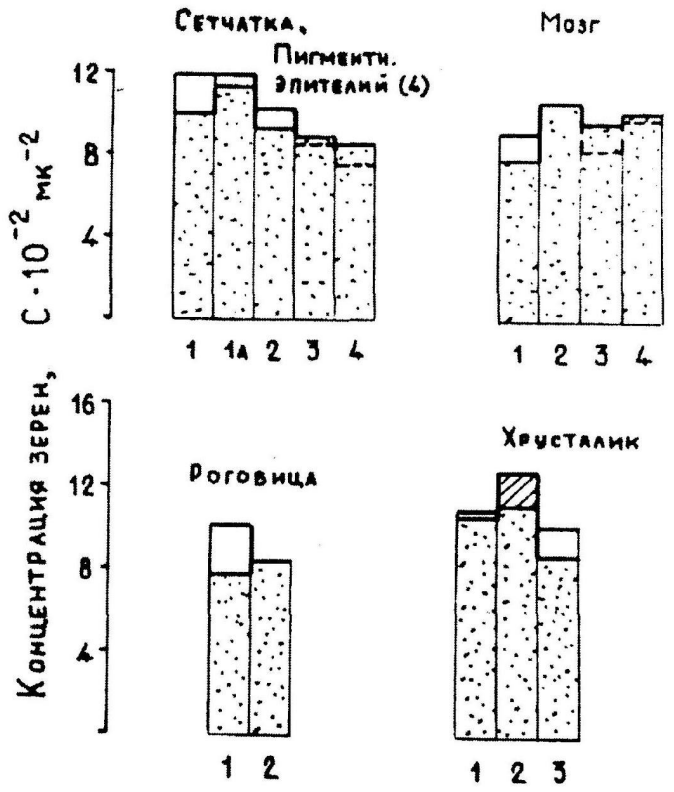 Сетчатка,
Пигментн.
эпителий (4)
Мозг
12
8
4
1 1А 2 3 4
1 2 3 4
С·10⁻² мк⁻²
Концентрация зерен,
16
12
8
4
Роговица
Хрусталик
1 2
1 2 3